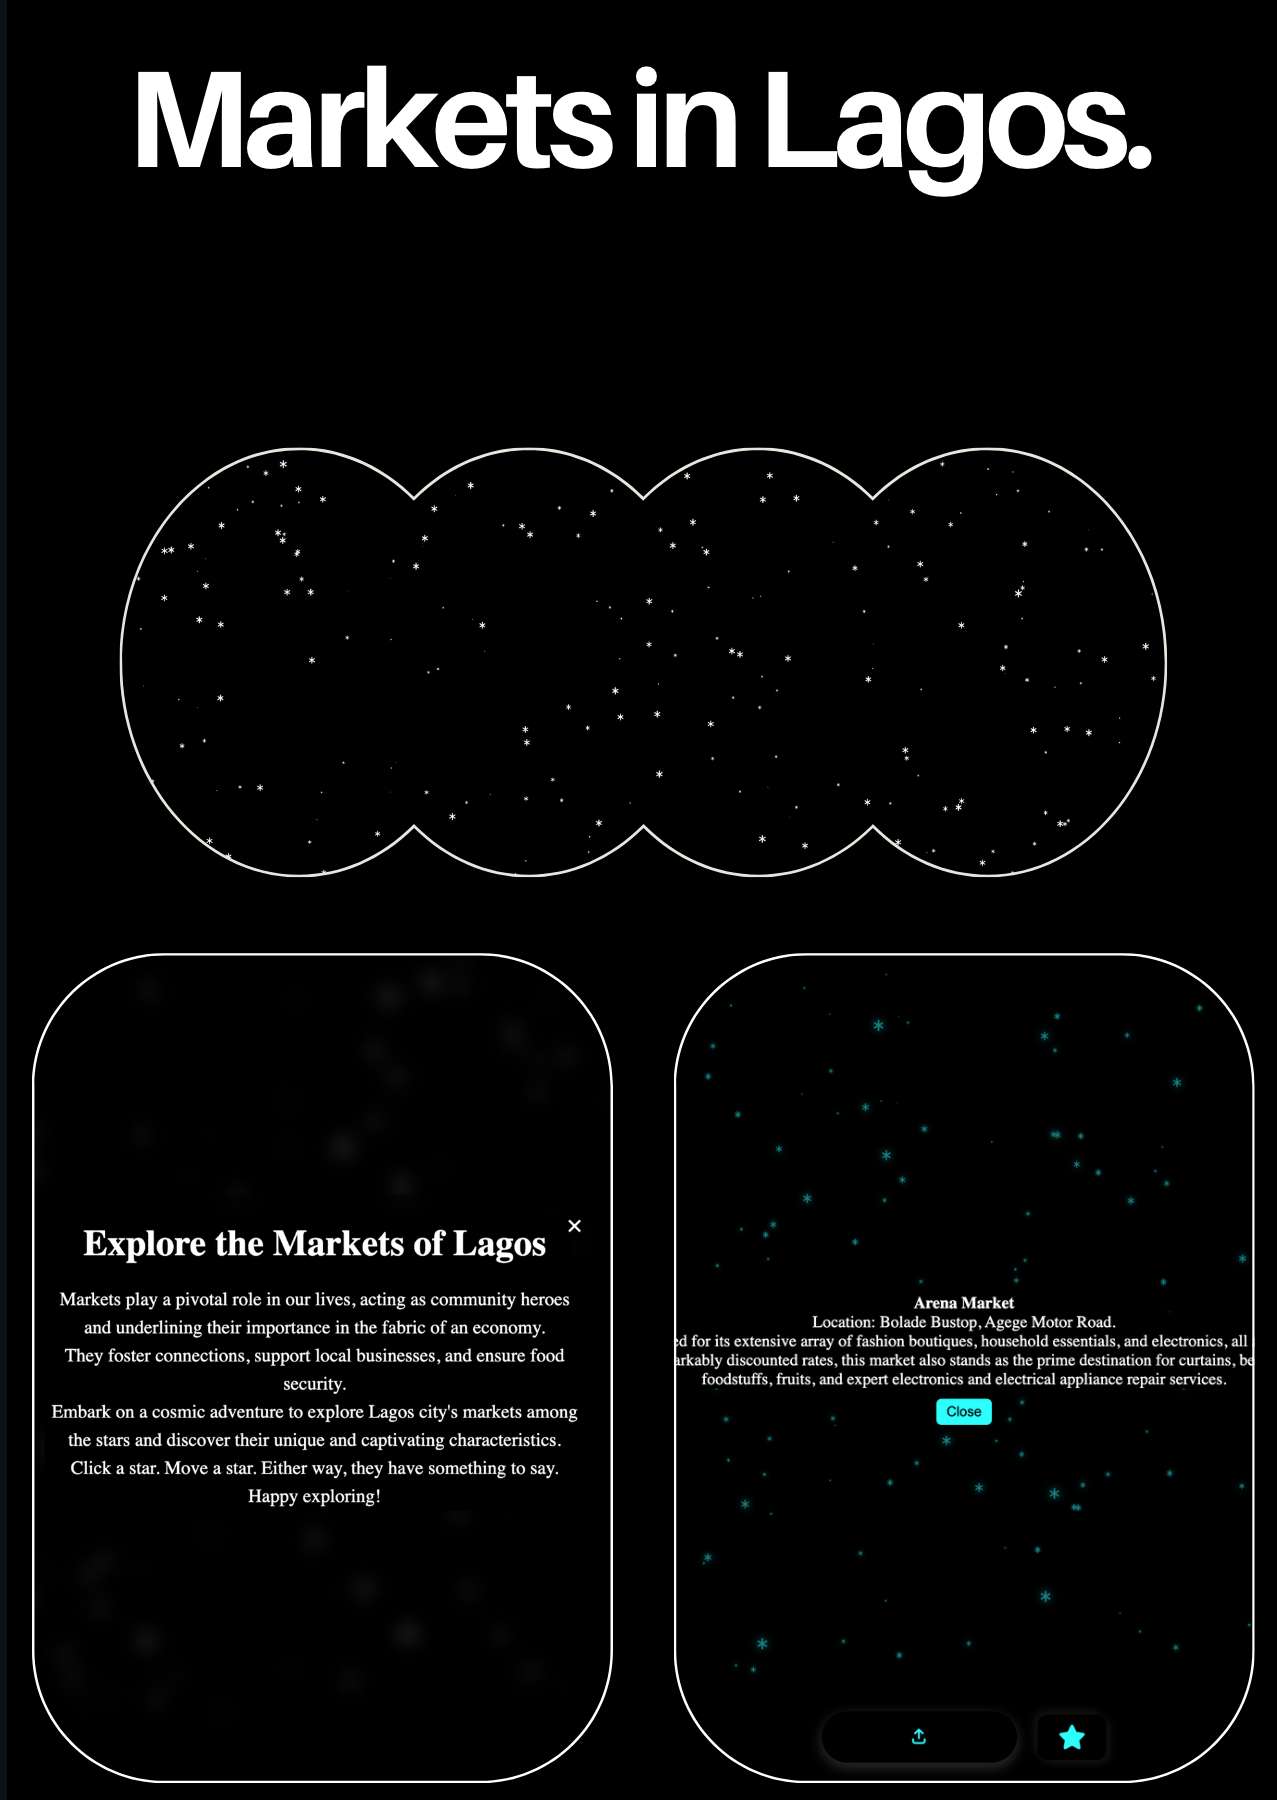 Markets in Lagos.
Explore the Markets of Lagos
Markets play a pivotal role in our lives, acting as community heroes
and underlining their importance in the fabric of an economy.
They foster connections, support local businesses, and ensure food
security.
Embark on a cosmic adventure to explore Lagos city's markets among
the stars and discover their unique and captivating characteristics.
Click a star. Move a star. Either way, they have something to say.
Happy exploring!
Arena Market
Location: Bolade Bustop, Agege Motor Road.
for its extensive array of fashion boutiques, household essentials, and electronics, all
discounted rates, this market also stands as the prime destination for curtains,
foodstuffs, fruits, and expert electronics and electrical appliance repair services.
Close